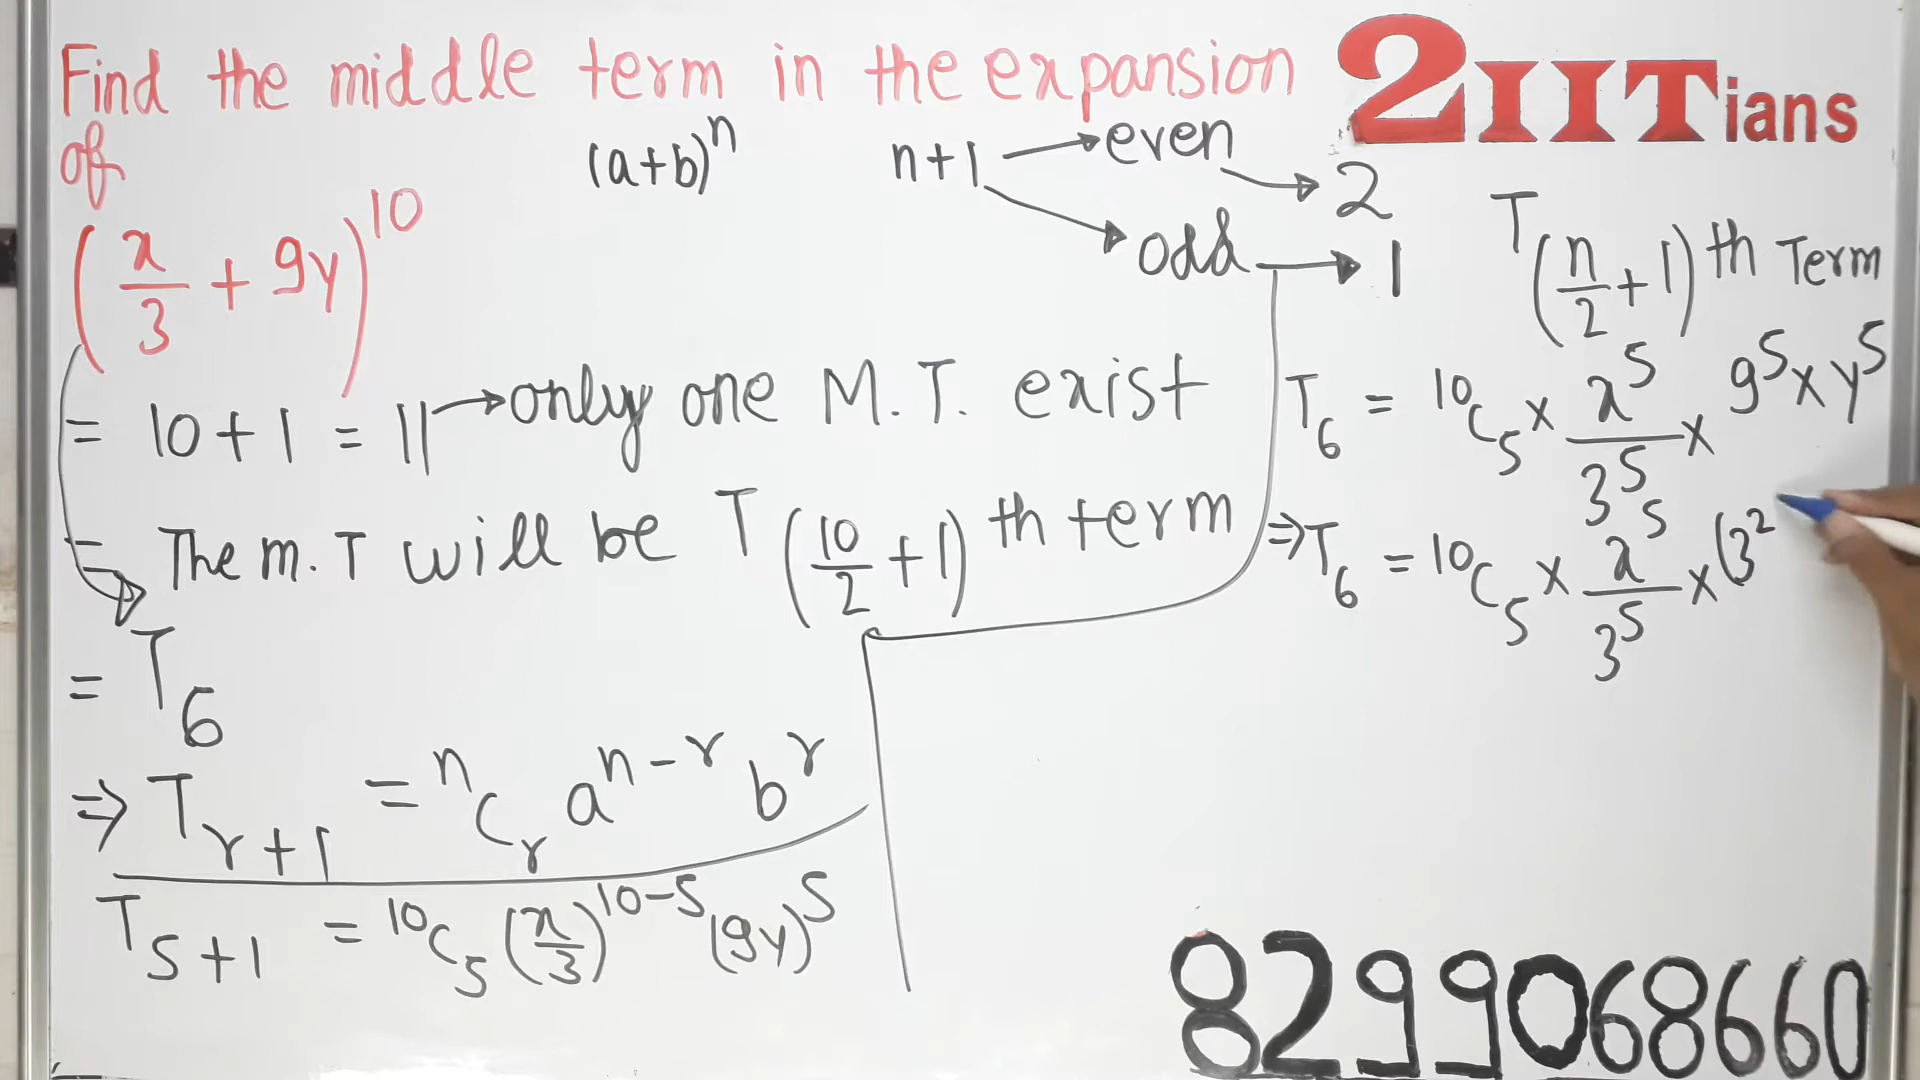 Find the middle term in the expansion
of
(x/3 + 9y)^10
(a+b)^n
n+1 → even → 2
→ odd → 1
2IITians
T(n/2+1)th Term
= 10+1 = 11 → only one M.T. exist
= The M.T will be T(10/2+1)th term
= T6
⇒ Tr+1 = nCr a^n-r b^r
T5+1 = 10C5 (x/3)^10-5 (9y)^5
T6 = 10C5 × x^5/3^5 × 9^5 × y^5
⇒ T6 = 10C5 × x^5/3^5 × (3^2
8299068660